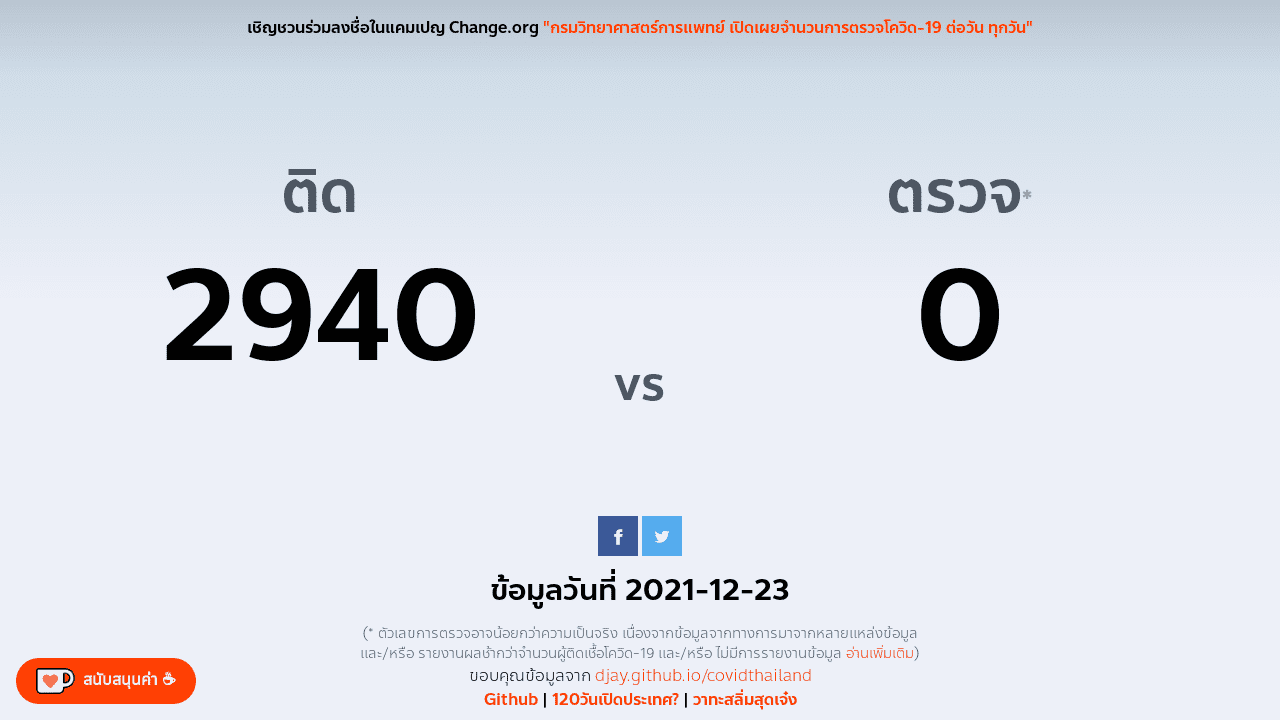 เชิญชวนร่วมลงชื่อในแคมเปญ Change.org "กรมวิทยาศาสตร์การแพทย์ เปิดเผยจำนวนการตรวจโควิด-19 ต่อวัน ทุกวัน"
ติด
ตรวจ*
2940
0
vs
ข้อมูลวันที่ 2021-12-23
(* ตัวเลขการตรวจอาจน้อยกว่าความเป็นจริง เนื่องจากข้อมูลจากทางการมาจากหลายแหล่งข้อมูล
และ/หรือ รายงานผลช้ากว่าจำนวนผู้ติดเชื้อโควิด-19 และ/หรือ ไม่มีการรายงานข้อมูล อ่านเพิ่มเติม)
ขอบคุณข้อมูลจาก djay.github.io/covidthailand
Github | 120วันเปิดประเทศ? | วาทะสลิ่มสุดเจ๋ง
สนับสนุนค่า ☕